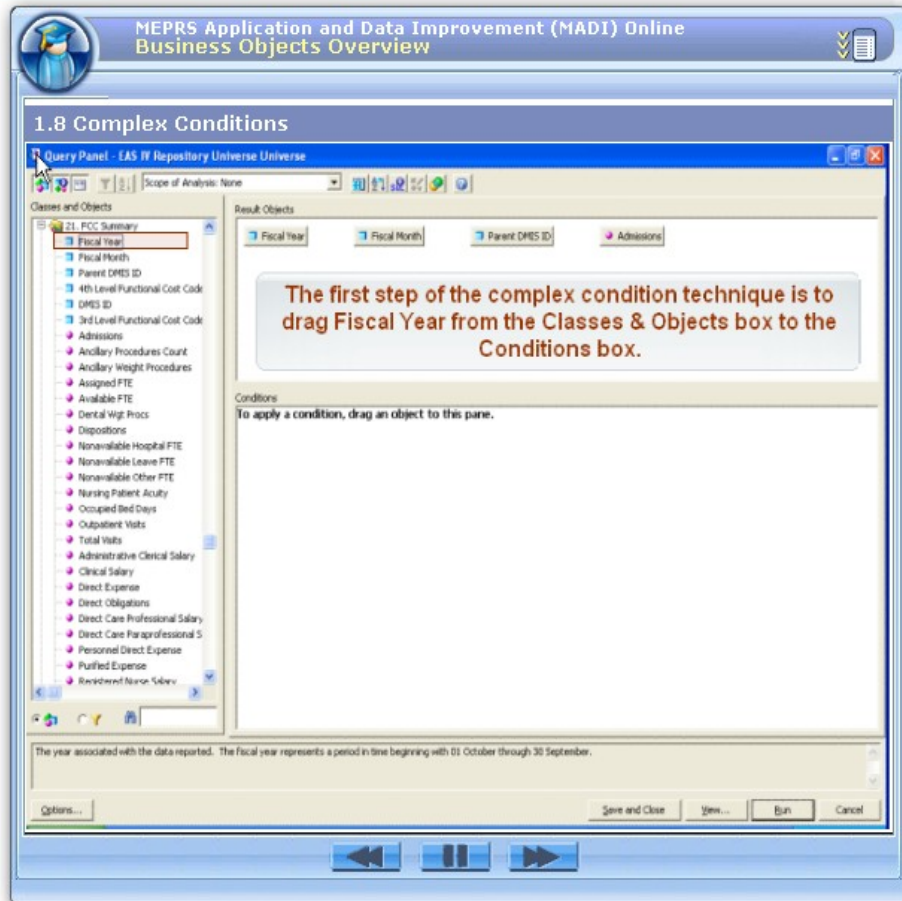 MEPRS Application and Data Improvement (MADI) Online
Business Objects Overview
1.8 Complex Conditions
Query Panel - EAS IV Repository Universe Universe
Scope of Analysis: None
Classes and Objects
21. FCC Summary
Fiscal Year
Fiscal Month
Parent DMIS ID
4th Level Functional Cost Code
DMIS ID
3rd Level Functional Cost Code
Admissions
Ancillary Procedures Count
Ancillary Weight Procedures
Assigned FTE
Available FTE
Dental Wgt Procs
Dispositions
Nonavailable Hospital FTE
Nonavailable Leave FTE
Nonavailable Other FTE
Nursing Patient Acuity
Occupied Bed Days
Outpatient Visits
Total Visits
Administrative Clerical Salary
Clinical Salary
Direct Expense
Direct Obligations
Direct Care Professional Salary
Direct Care Paraprofessional S
Personnel Direct Expense
Purified Expense
Registered Nurse Salary
Result Objects
Fiscal Year
Fiscal Month
Parent DMIS ID
Admissions
The first step of the complex condition technique is to
drag Fiscal Year from the Classes & Objects box to the
Conditions box.
Conditions
To apply a condition, drag an object to this pane.
The year associated with the data reported. The fiscal year represents a period in time beginning with 01 October through 30 September.
Options...
Save and Close
View...
Run
Cancel